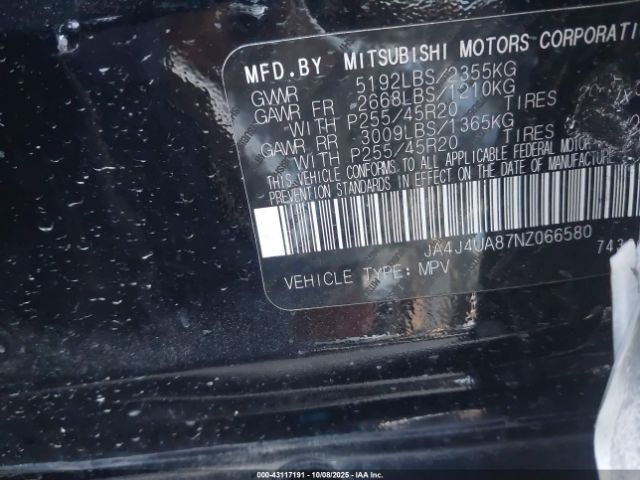 MFD.BY MITSUBISHI MOTORS CORPORATI
GVWR 5192LBS/2355KG
GAWR FR 2668LBS/1210KG
WITH P255/45R20 TIRES
GAWR RR 3009LBS/1365KG
WITH P255/45R20 TIRES
THIS VEHICLE CONFORMS TO ALL APPLICABLE FEDERAL MOTOR
PREVENTION STANDARDS IN EFFECT ON THE DATE OF MANUFAC
JA4J4UA87NZ066580
743
VEHICLE TYPE: MPV
000-43117191 - 10/08/2025 - ©IAA Inc.